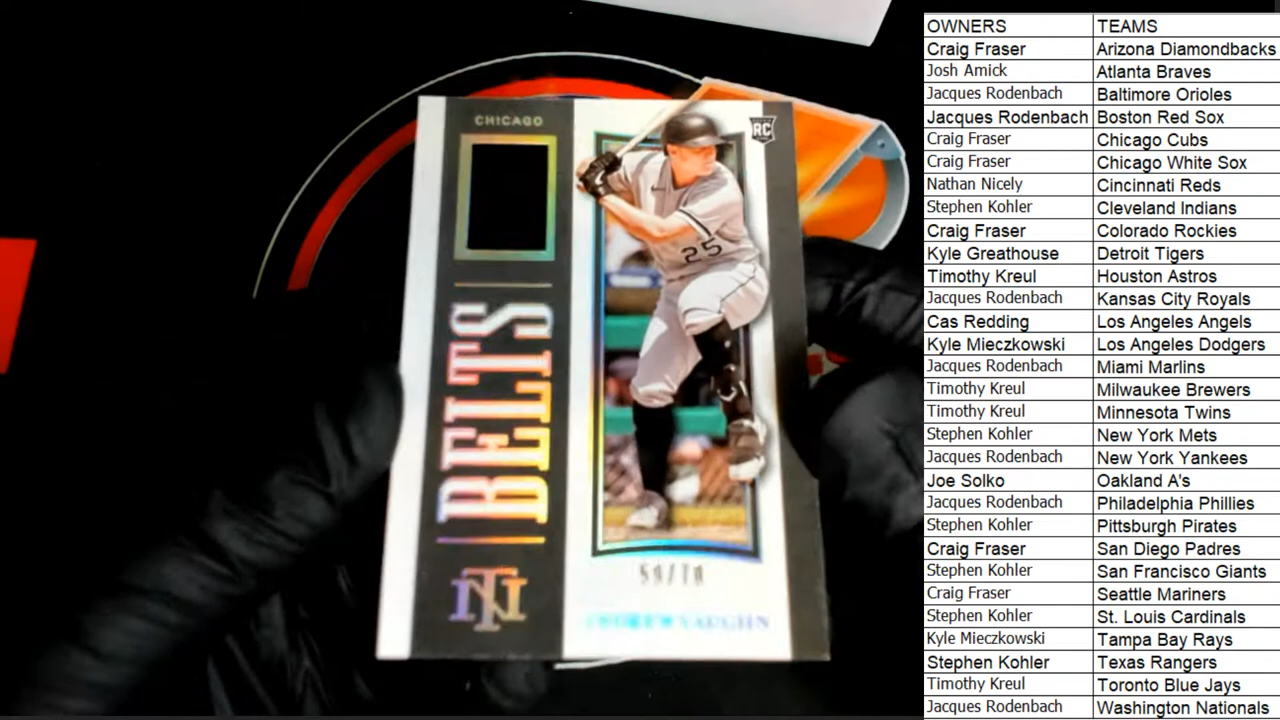 CHICAGO
BELTS
NT
RC
25
59/70
ANDREW VAUGHN
OWNERS TEAMS
Craig Fraser Arizona Diamondbacks
Josh Amick Atlanta Braves
Jacques Rodenbach Baltimore Orioles
Jacques Rodenbach Boston Red Sox
Craig Fraser Chicago Cubs
Craig Fraser Chicago White Sox
Nathan Nicely Cincinnati Reds
Stephen Kohler Cleveland Indians
Craig Fraser Colorado Rockies
Kyle Greathouse Detroit Tigers
Timothy Kreul Houston Astros
Jacques Rodenbach Kansas City Royals
Cas Redding Los Angeles Angels
Kyle Mieczkowski Los Angeles Dodgers
Jacques Rodenbach Miami Marlins
Timothy Kreul Milwaukee Brewers
Timothy Kreul Minnesota Twins
Stephen Kohler New York Mets
Jacques Rodenbach New York Yankees
Joe Solko Oakland A's
Jacques Rodenbach Philadelphia Phillies
Stephen Kohler Pittsburgh Pirates
Craig Fraser San Diego Padres
Stephen Kohler San Francisco Giants
Craig Fraser Seattle Mariners
Stephen Kohler St. Louis Cardinals
Kyle Mieczkowski Tampa Bay Rays
Stephen Kohler Texas Rangers
Timothy Kreul Toronto Blue Jays
Jacques Rodenbach Washington Nationals